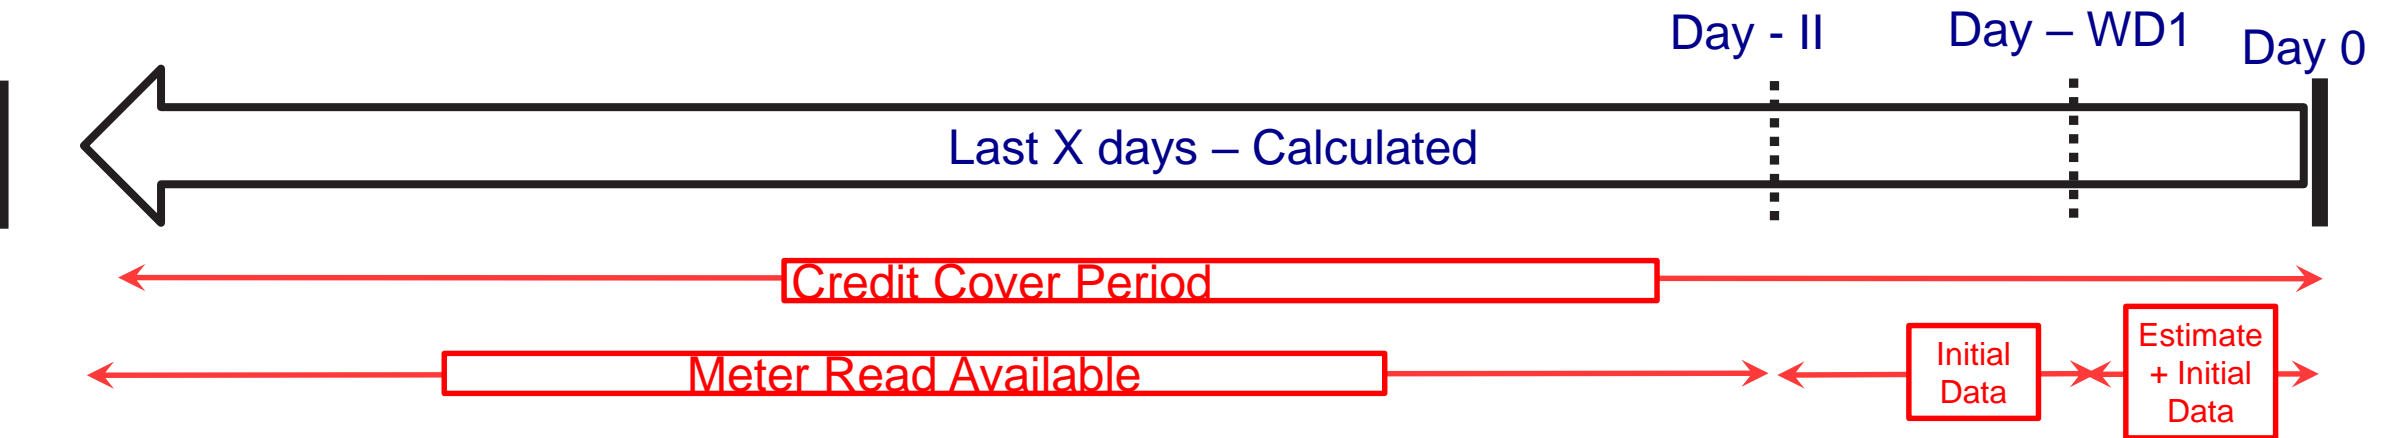 Day - II
Day – WD1
Day 0
Last X days – Calculated
Credit Cover Period
Meter Read Available
Initial
Data
Estimate
+ Initial
Data